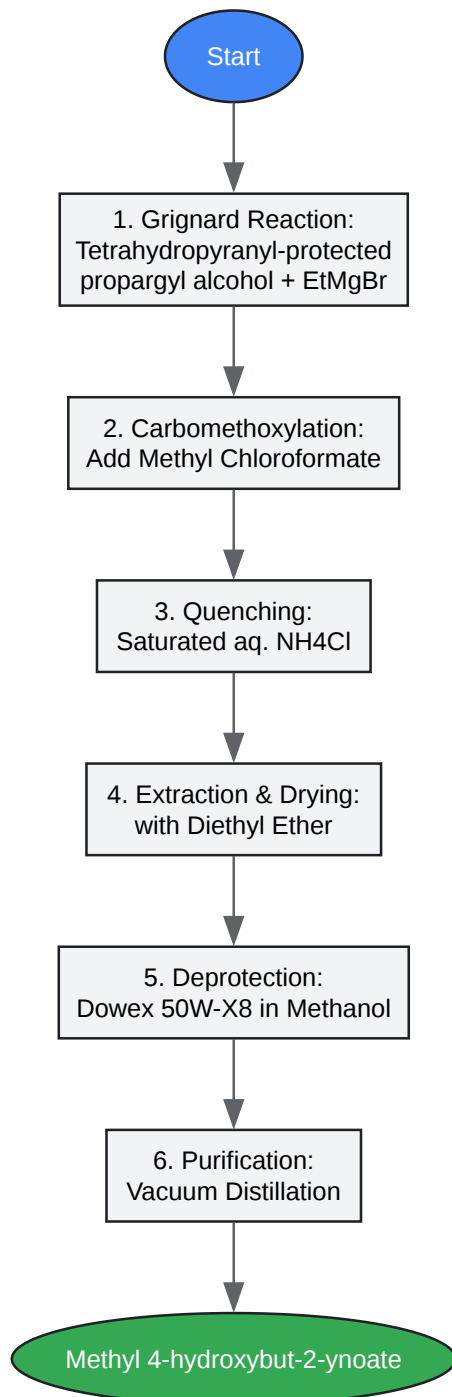 Start
1. Grignard Reaction:
Tetrahydropyranyl-protected
propargyl alcohol + EtMgBr
2. Carbomethoxylation:
Add Methyl Chloroformate
3. Quenching:
Saturated aq. NH4Cl
4. Extraction & Drying:
with Diethyl Ether
5. Deprotection:
Dowex 50W-X8 in Methanol
6. Purification:
Vacuum Distillation
Methyl 4-hydroxybut-2-ynoate